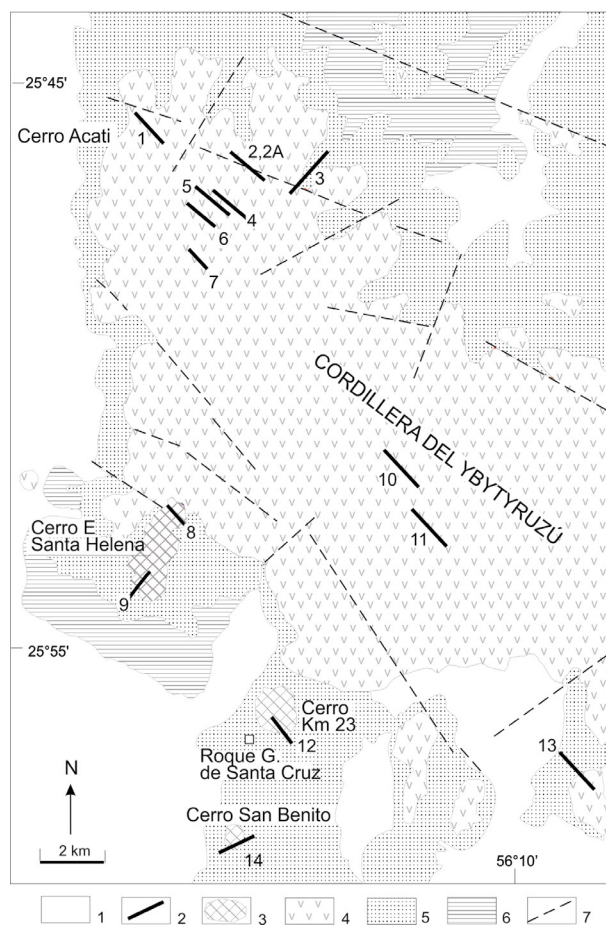 25°45'
Cerro Acati
1
2,2A
3
5
4
6
7
CORDILLERA DEL YBYTYRUZÚ
10
11
Cerro E
Santa Helena
8
9
25°55'
Cerro
Km 23
12
Roque G.
de Santa Cruz
13
N
Cerro San Benito
14
2 km
56°10'
1
2
3
4
5
6
7